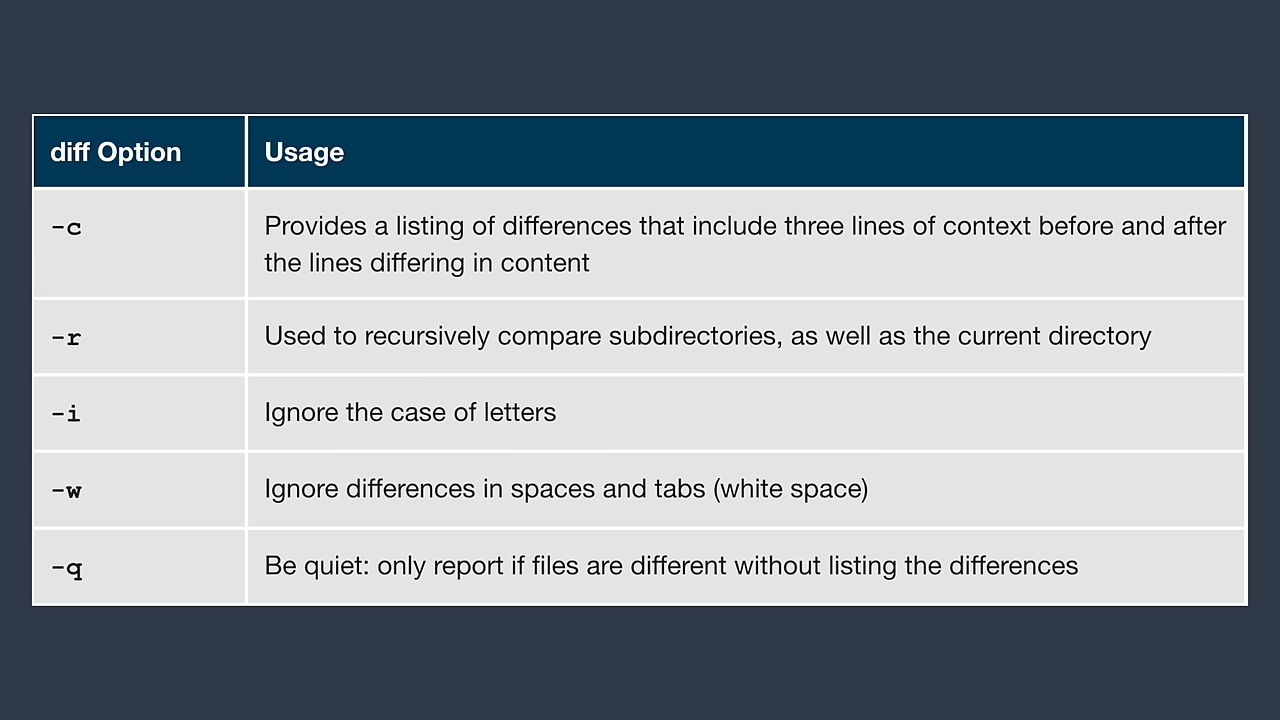 diff Option
Usage
-c
Provides a listing of differences that include three lines of context before and after
the lines differing in content
-r
Used to recursively compare subdirectories, as well as the current directory
-i
Ignore the case of letters
-w
Ignore differences in spaces and tabs (white space)
-q
Be quiet: only report if files are different without listing the differences